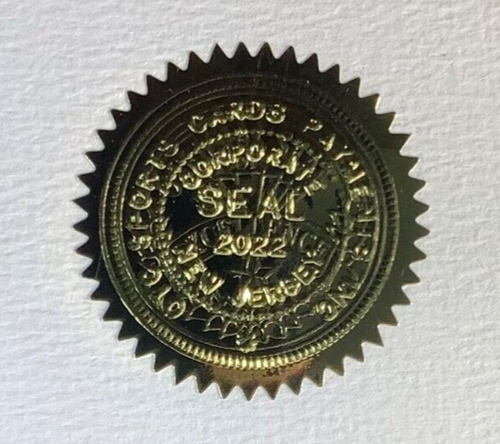 SPORTS CARDS PAYMENTS
CORPORATE
SEAL
2022
NEW JERSEY